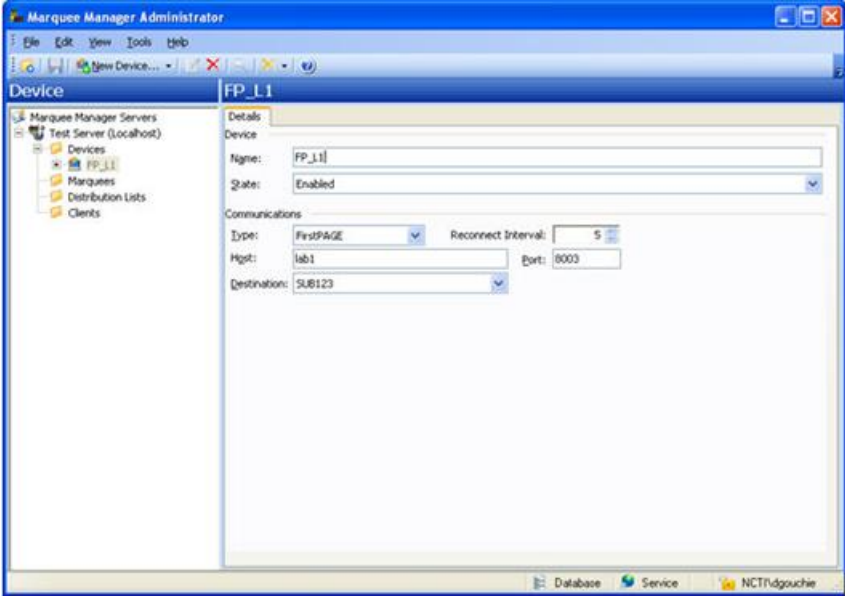 Marquee Manager Administrator
File Edit View Tools Help
New Device...
Device
FP_L1
Marquee Manager Servers
Test Server (Localhost)
Devices
FP_L1
Marquees
Distribution Lists
Clients
Details
Device
Name: FP_L1
State: Enabled
Communications
Type: FirstPAGE Reconnect Interval: 5
Host: lab1 Port: 8003
Destination: SUB123
Database Service NCTI\dgouchie